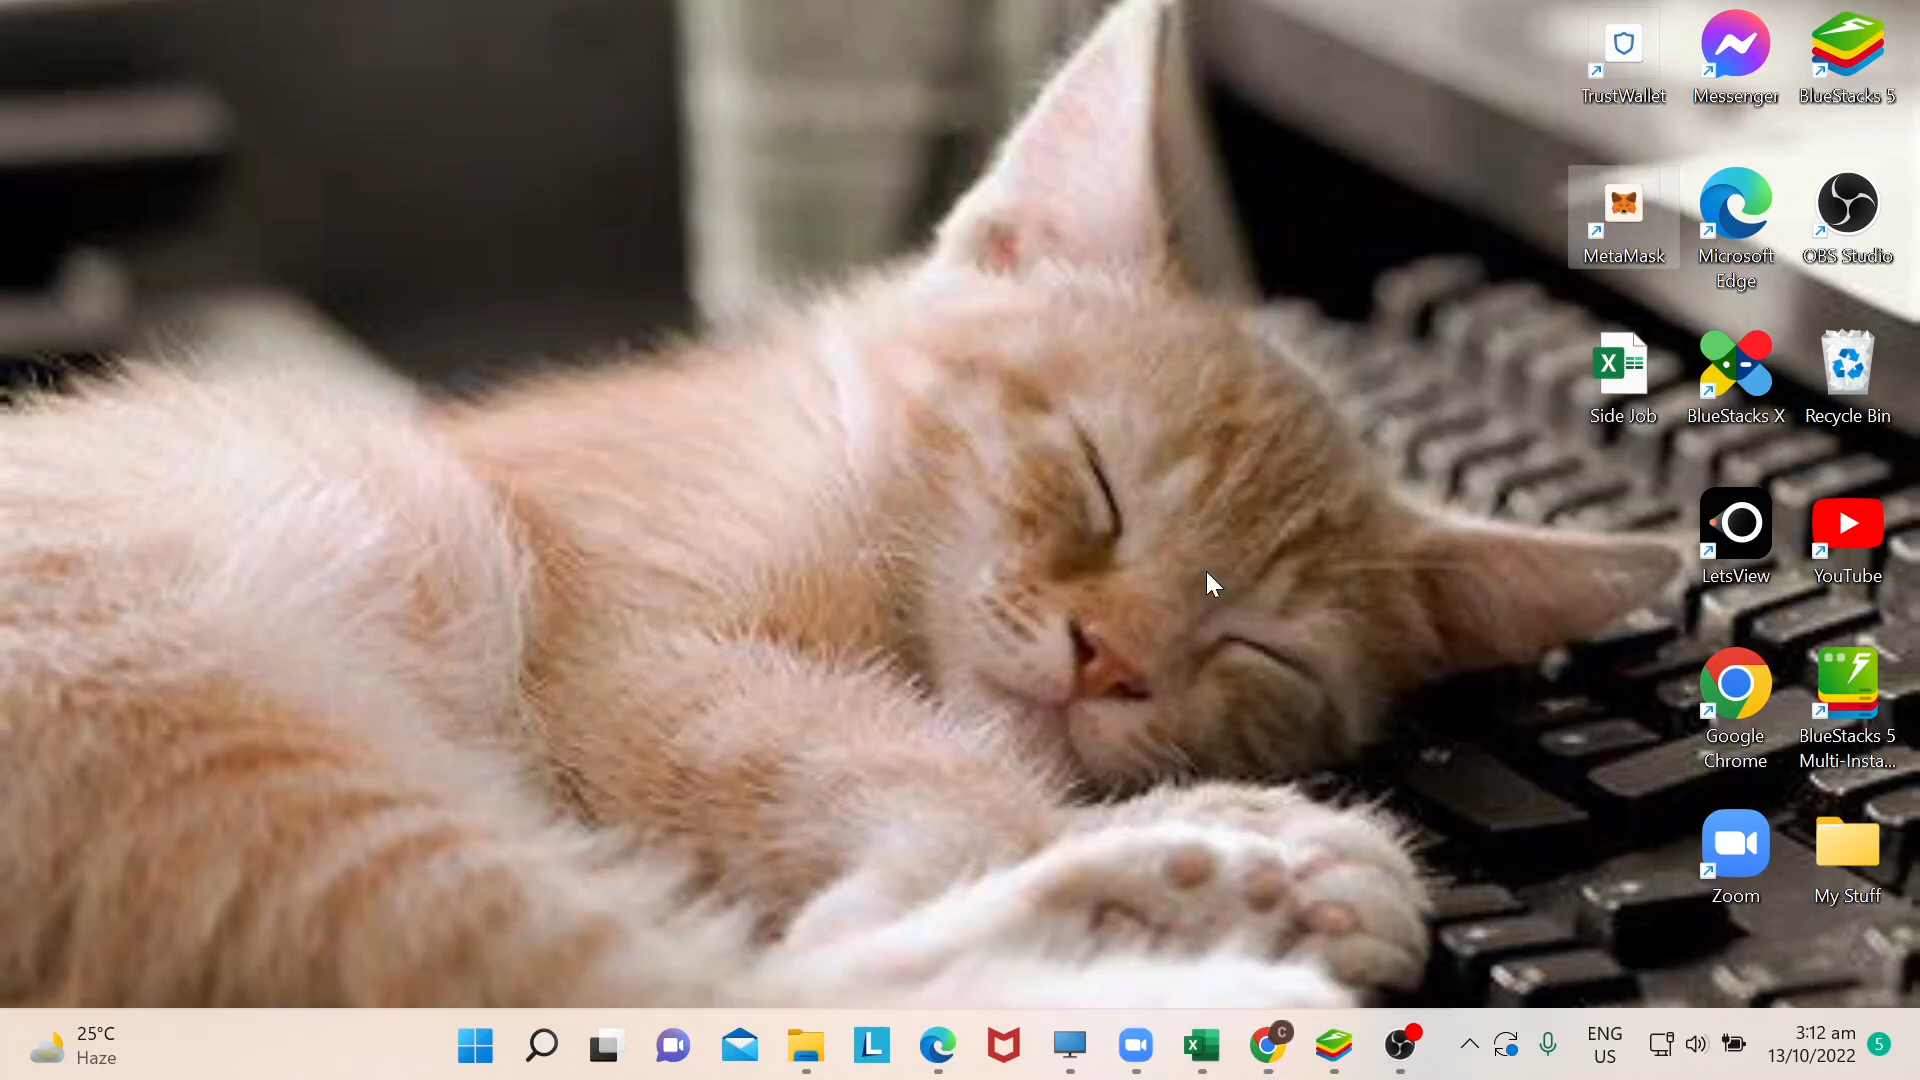 TrustWallet
Messenger
BlueStacks 5
MetaMask
Microsoft
Edge
OBS Studio
Side Job
BlueStacks X
Recycle Bin
LetsView
YouTube
Google
Chrome
BlueStacks 5
Multi-Insta...
Zoom
My Stuff
25°C
Haze
C
ENG
US
3:12 am
13/10/2022
5